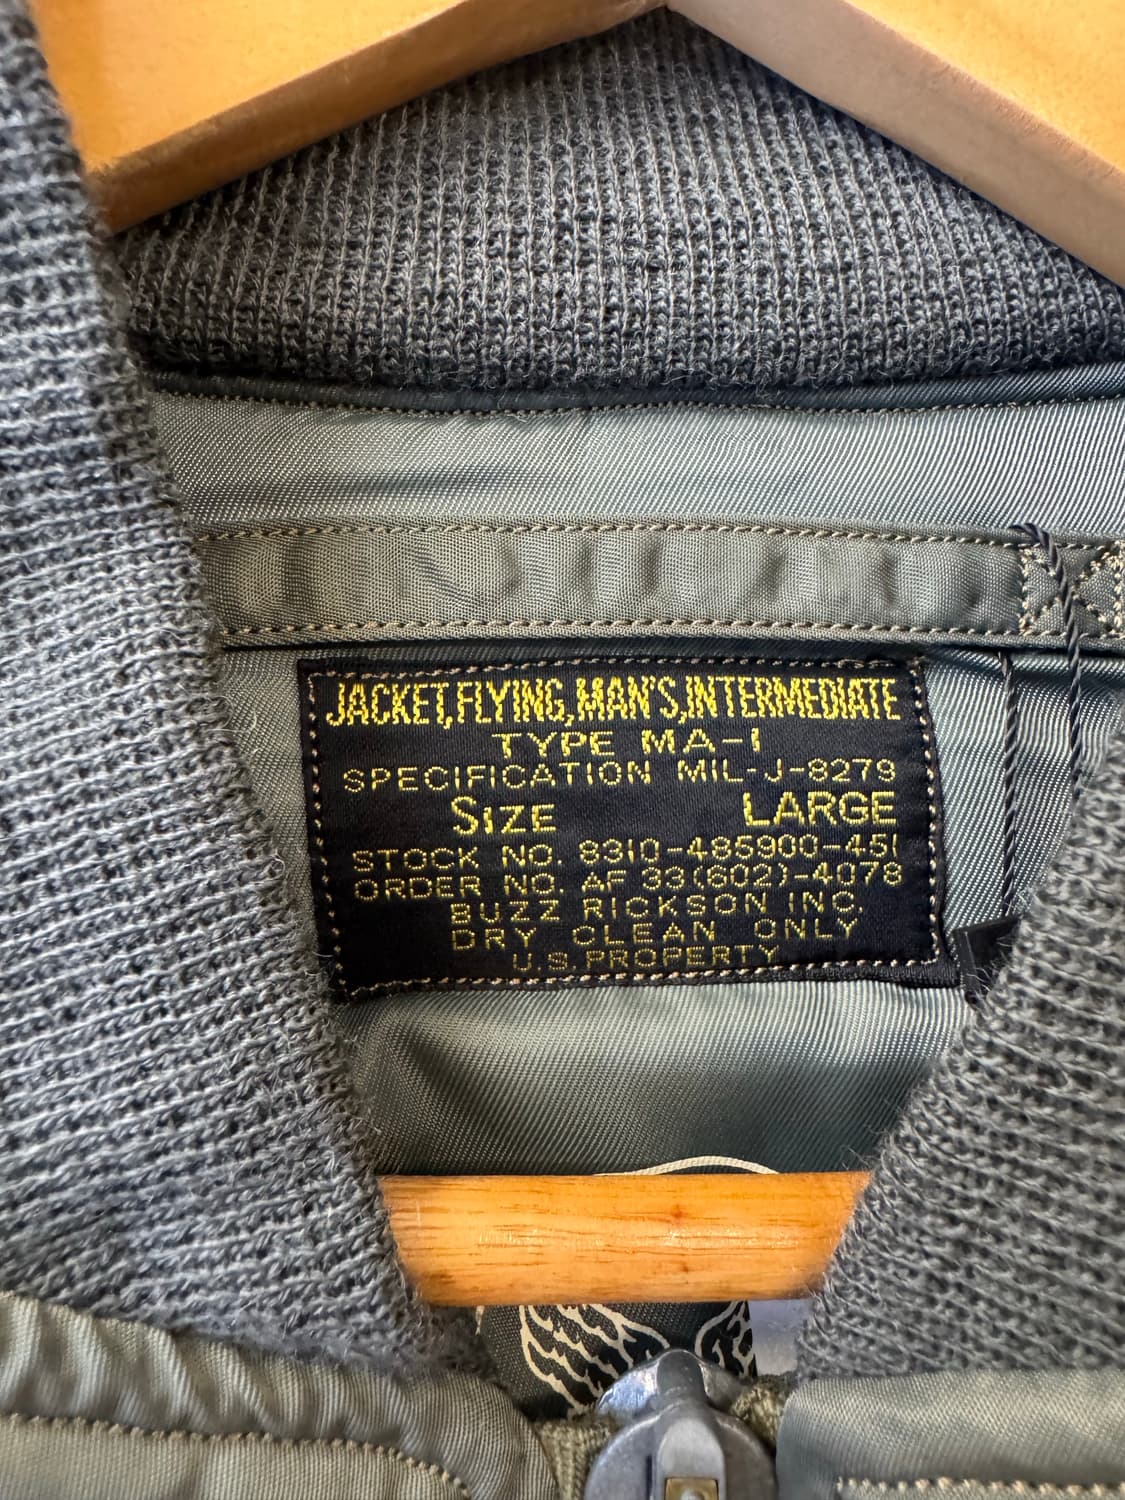 JACKET,FLYING,MAN'S,INTERMEDIATE
TYPE MA-1
SPECIFICATION MIL-J-8279
SIZE LARGE
STOCK NO. 8310-485900-451
ORDER NO. AF 33(602)-4078
BUZZ RICKSON INC.
DRY CLEAN ONLY
U.S. PROPERTY